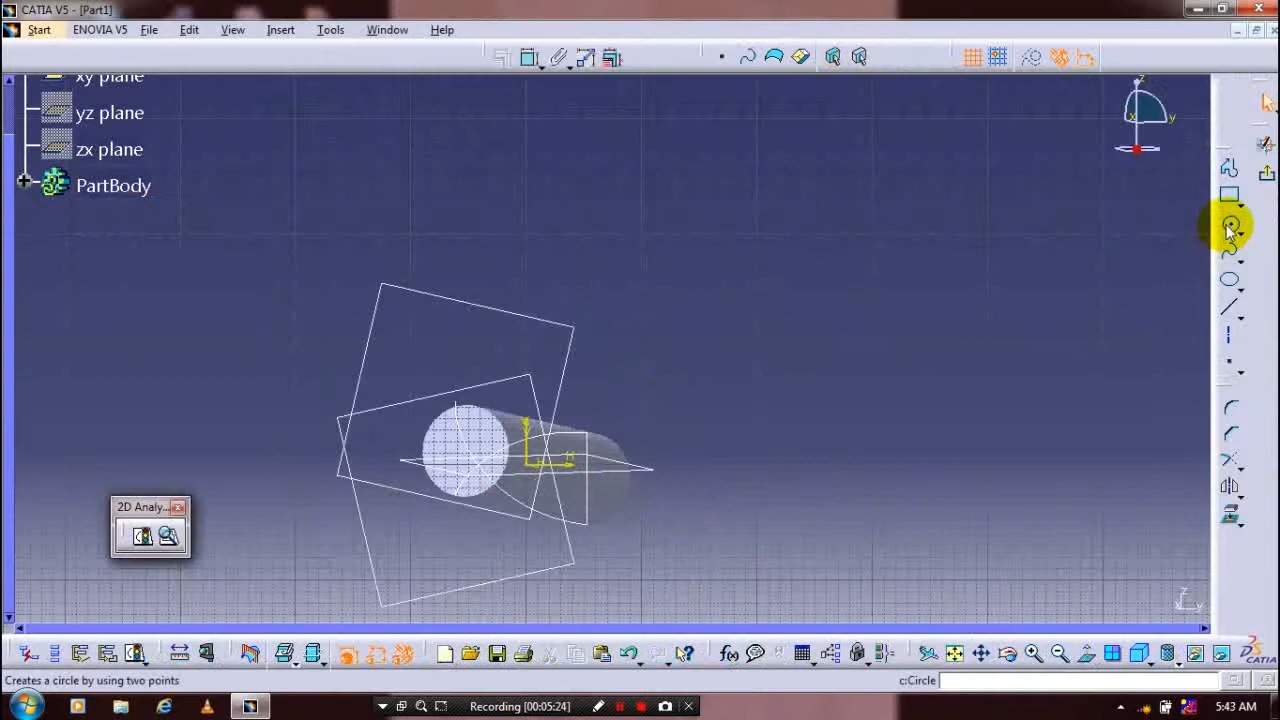 CATIA V5 - [Part1]
Start ENOVIA V5 File Edit View Insert Tools Window Help
xy plane
yz plane
zx plane
PartBody
z
x
y
H
2D Analy...
z
y
f(x)
CATIA
Creates a circle by using two points
c:Circle
Recording [00:05:24]
5:43 AM